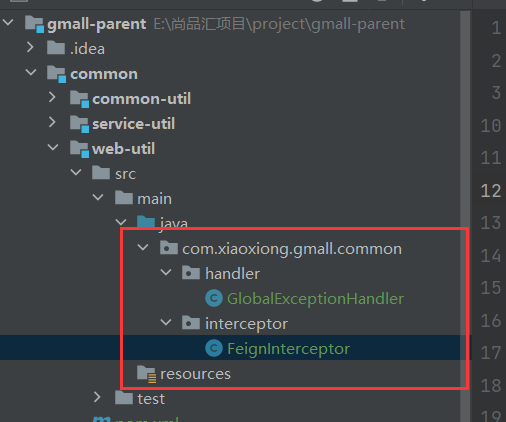 gmall-parent E:\尚品汇项目\project\gmall-parent
.idea
common
common-util
service-util
web-util
src
main
java
com.xiaoxiong.gmall.common
handler
GlobalExceptionHandler
interceptor
FeignInterceptor
resources
test
1
2
3
10
11
12
13
14
15
16
17
18
19